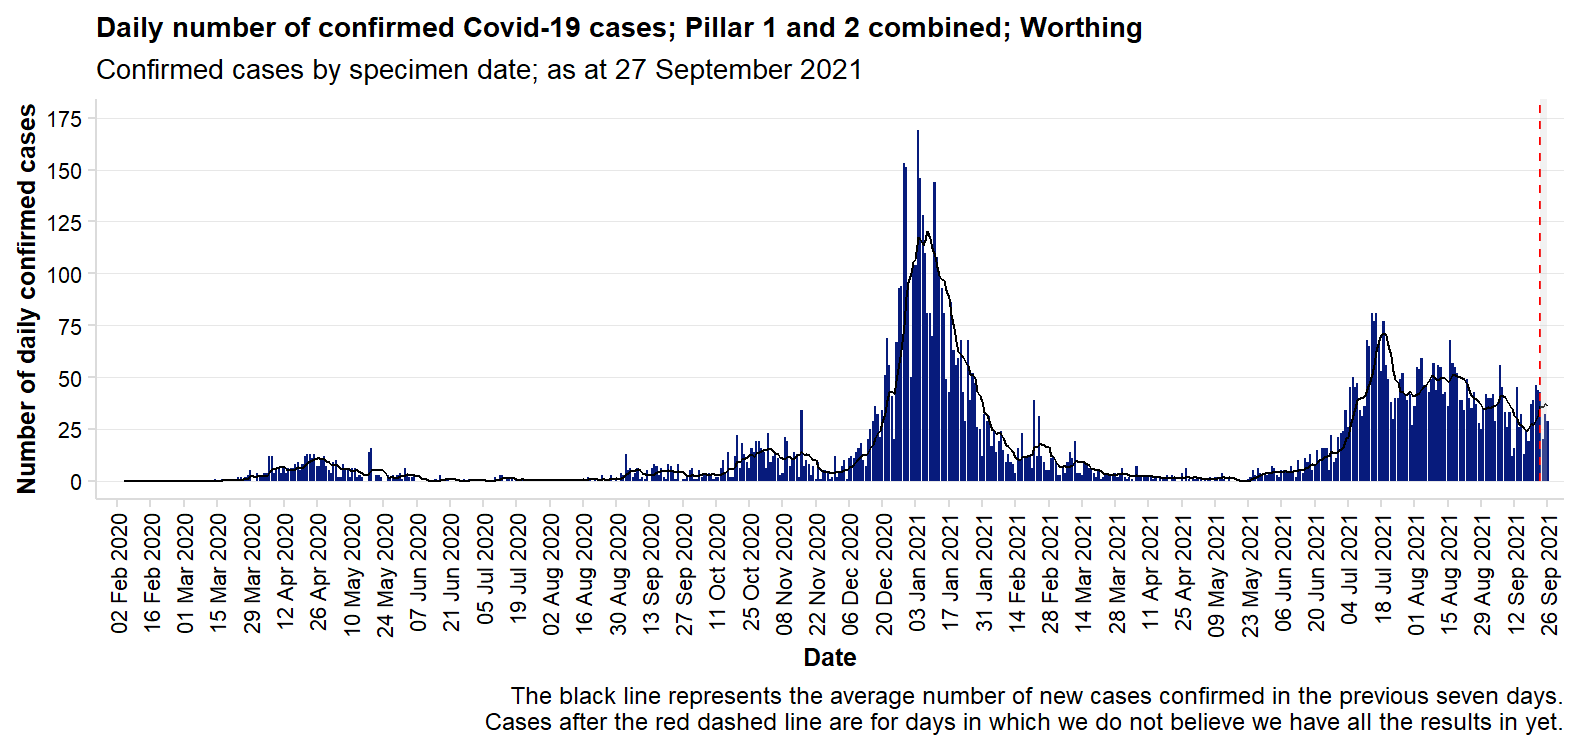 Daily number of confirmed Covid-19 cases; Pillar 1 and 2 combined; Worthing
Confirmed cases by specimen date; as at 27 September 2021
Number of daily confirmed cases
175
150
125
100
75
50
25
0
02 Feb 2020
16 Feb 2020
01 Mar 2020
15 Mar 2020
29 Mar 2020
12 Apr 2020
26 Apr 2020
10 May 2020
24 May 2020
07 Jun 2020
21 Jun 2020
05 Jul 2020
19 Jul 2020
02 Aug 2020
16 Aug 2020
30 Aug 2020
13 Sep 2020
27 Sep 2020
11 Oct 2020
25 Oct 2020
08 Nov 2020
22 Nov 2020
06 Dec 2020
20 Dec 2020
03 Jan 2021
17 Jan 2021
31 Jan 2021
14 Feb 2021
28 Feb 2021
14 Mar 2021
28 Mar 2021
11 Apr 2021
25 Apr 2021
09 May 2021
23 May 2021
06 Jun 2021
20 Jun 2021
04 Jul 2021
18 Jul 2021
01 Aug 2021
15 Aug 2021
29 Aug 2021
12 Sep 2021
26 Sep 2021
Date
The black line represents the average number of new cases confirmed in the previous seven days.
Cases after the red dashed line are for days in which we do not believe we have all the results in yet.